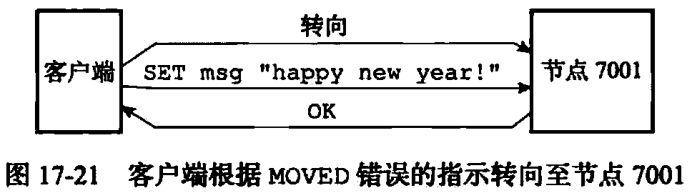 转向
客户端
SET msg "happy new year!"
节点 7001
OK
图 17-21 客户端根据 MOVED 错误的指示转向至节点 7001